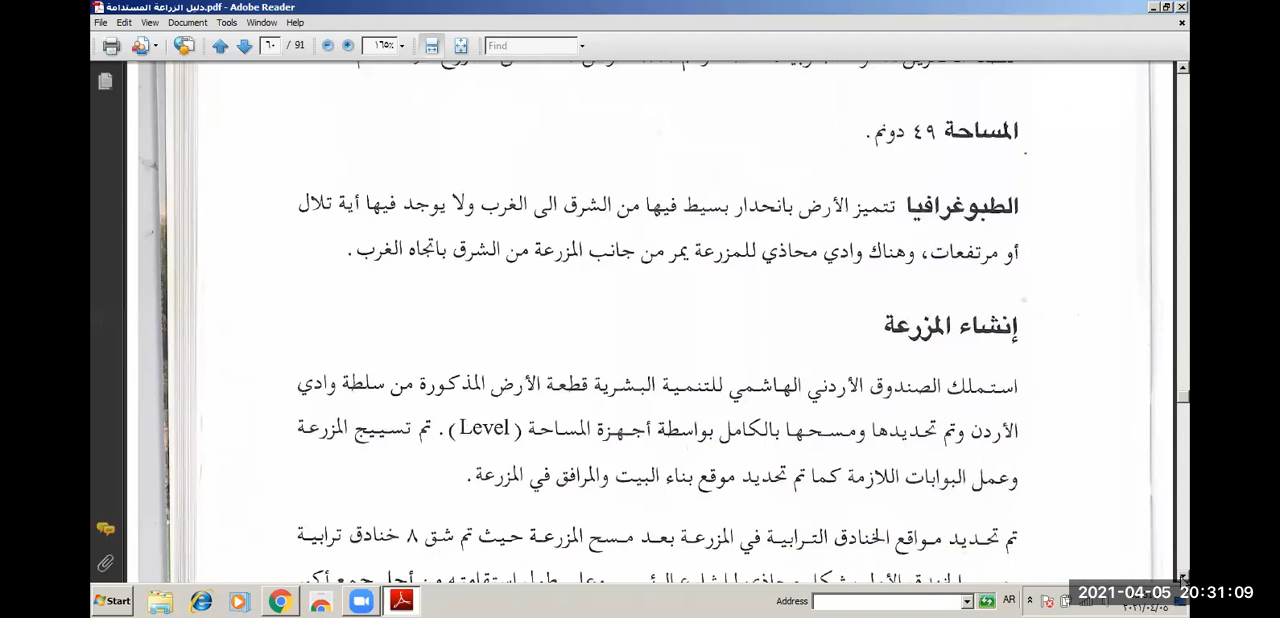 دليل الزراعة المستدامة.pdf - Adobe Reader
File Edit View Document Tools Window Help
٦٠ / 91 ١٦٥٪ Find
المساحة ٤٩ دونم.
الطبوغرافيا تتميز الأرض بانحدار بسيط فيها من الشرق الى الغرب ولا يوجد فيها أية تلال
أو مرتفعات، وهناك وادي محاذي للمزرعة يمر من جانب المزرعة من الشرق باتجاه الغرب.
إنشاء المزرعة
استملك الصندوق الأردني الهاشمي للتنمية البشرية قطعة الأرض المذكورة من سلطة وادي
الأردن وتم تحديدها ومسحها بالكامل بواسطة أجهزة المساحة (Level). تم تسييج المزرعة
وعمل البوابات اللازمة كما تم تحديد موقع بناء البيت والمرافق في المزرعة.
تم تحديد مواقع الخنادق الترابية في المزرعة بعد مسح المزرعة حيث تم شق ٨ خنادق ترابية
Start Address AR
2021-04-05 20:31:09
٢٠٢١/٠٤/٠٥